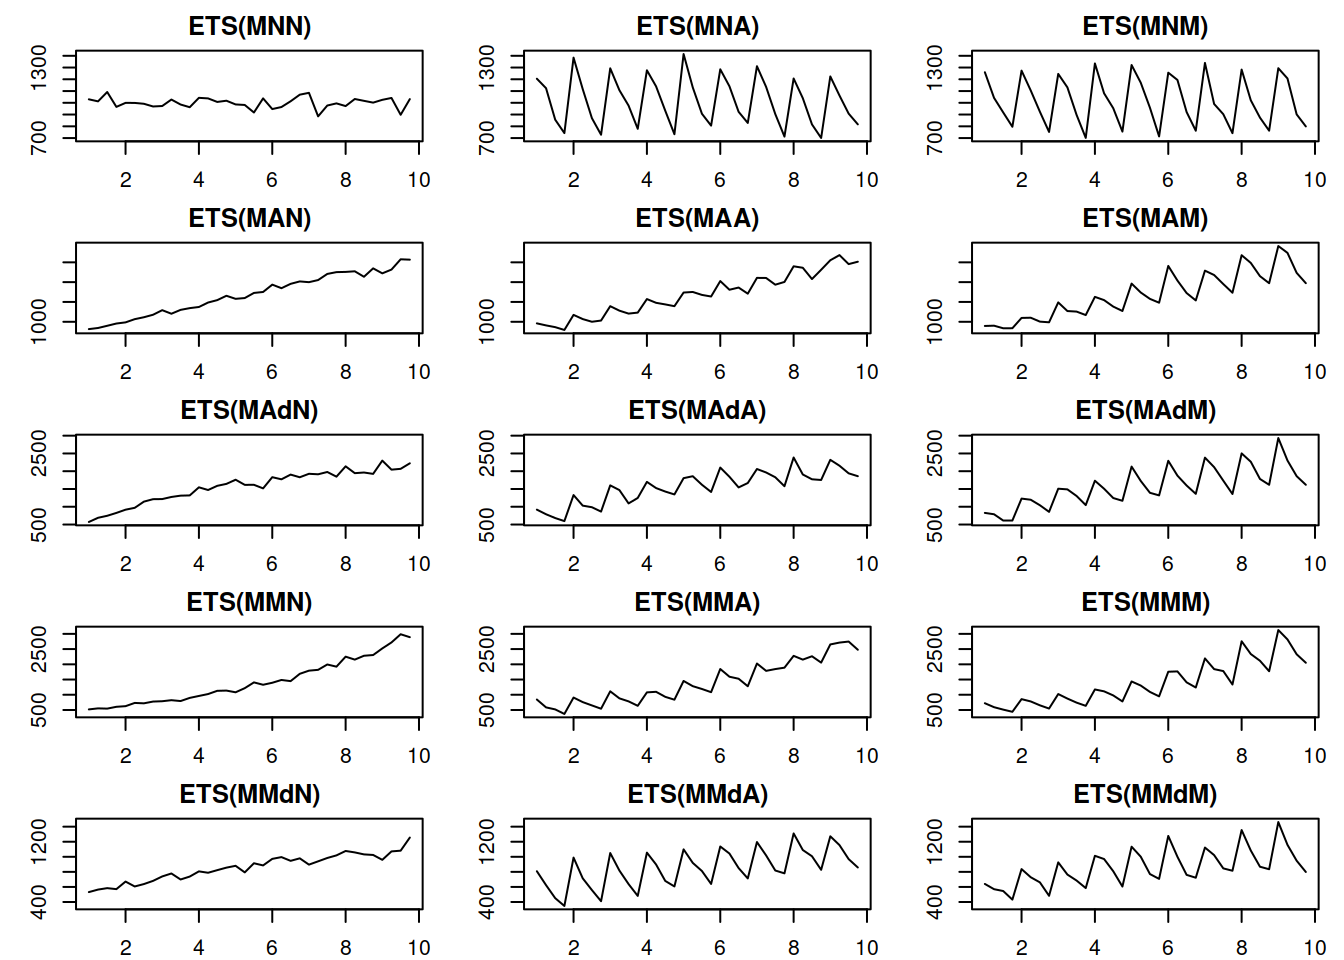 ETS(MNN) ETS(MNA) ETS(MNM)
1300 1300 1300
700 700 700
2 4 6 8 10 2 4 6 8 10 2 4 6 8 10
ETS(MAN) ETS(MAA) ETS(MAM)
1000 1000 1000
2 4 6 8 10 2 4 6 8 10 2 4 6 8 10
ETS(MAdN) ETS(MAdA) ETS(MAdM)
2500 2500 2500
500 500 500
2 4 6 8 10 2 4 6 8 10 2 4 6 8 10
ETS(MMN) ETS(MMA) ETS(MMM)
2500 2500 2500
500 500 500
2 4 6 8 10 2 4 6 8 10 2 4 6 8 10
ETS(MMdN) ETS(MMdA) ETS(MMdM)
1200 1200 1200
400 400 400
2 4 6 8 10 2 4 6 8 10 2 4 6 8 10